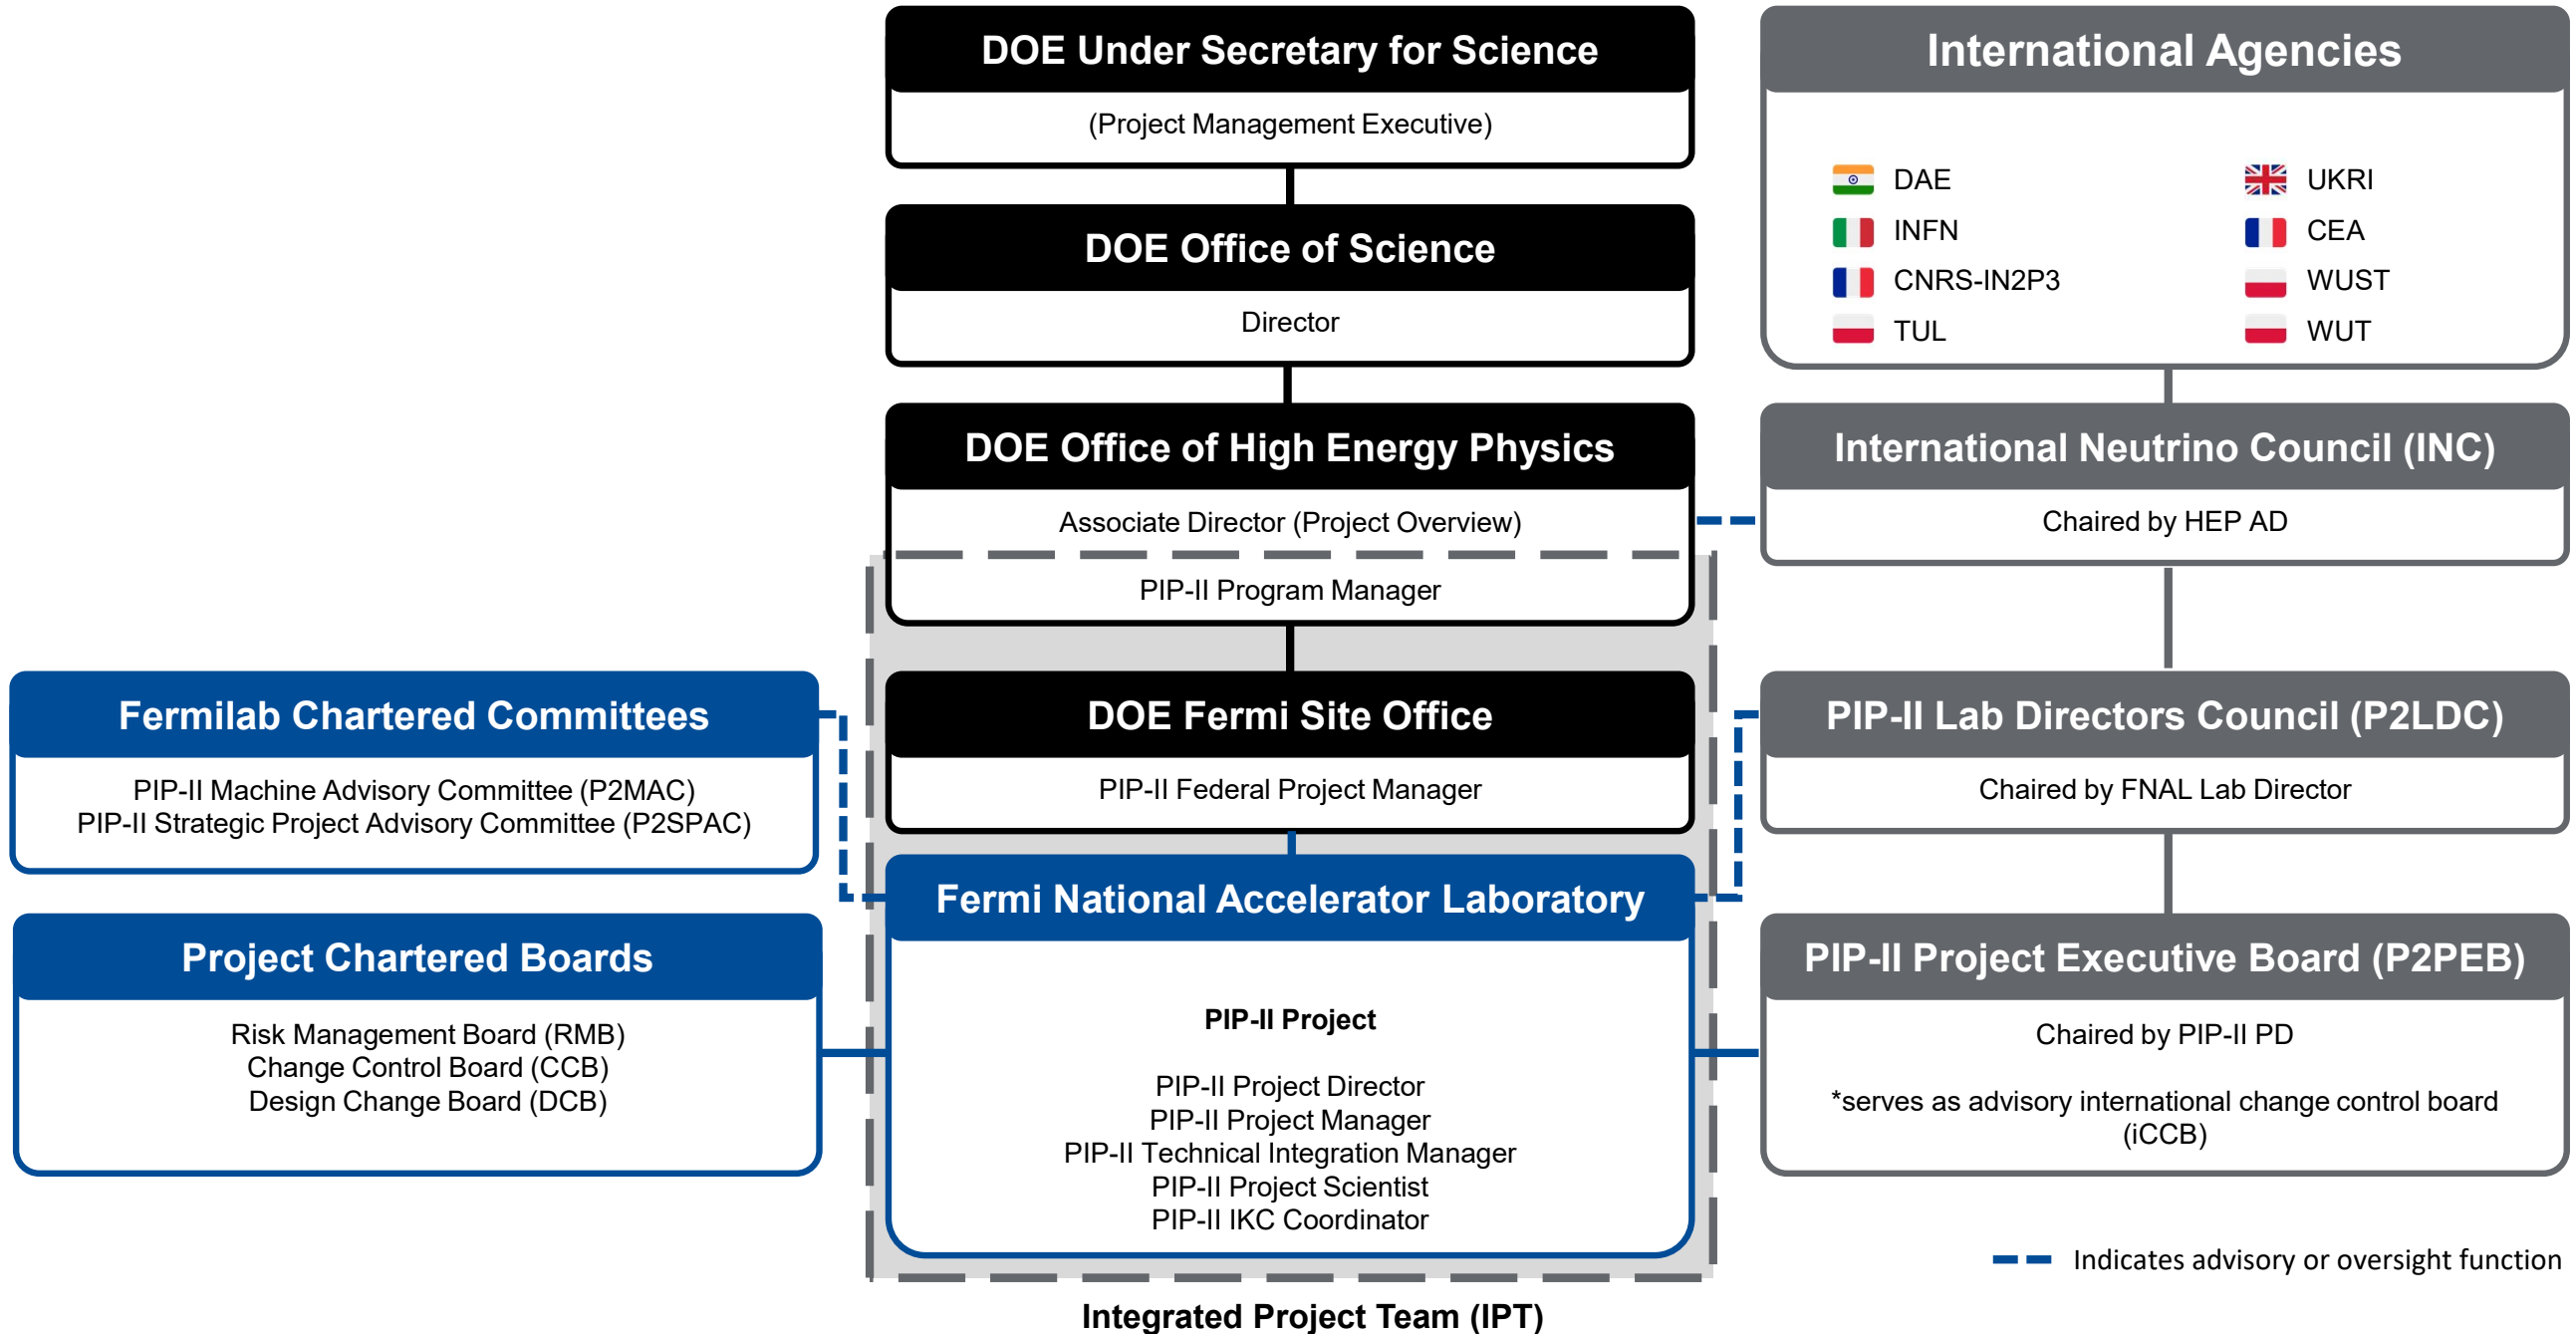 DOE Under Secretary for Science
(Project Management Executive)
DOE Office of Science
Director
DOE Office of High Energy Physics
Associate Director (Project Overview)
PIP-II Program Manager
DOE Fermi Site Office
PIP-II Federal Project Manager
Fermi National Accelerator Laboratory
PIP-II Project
PIP-II Project Director
PIP-II Project Manager
PIP-II Technical Integration Manager
PIP-II Project Scientist
PIP-II IKC Coordinator
Integrated Project Team (IPT)
Fermilab Chartered Committees
PIP-II Machine Advisory Committee (P2MAC)
PIP-II Strategic Project Advisory Committee (P2SPAC)
Project Chartered Boards
Risk Management Board (RMB)
Change Control Board (CCB)
Design Change Board (DCB)
International Agencies
DAE
UKRI
INFN
CEA
CNRS-IN2P3
WUST
TUL
WUT
International Neutrino Council (INC)
Chaired by HEP AD
PIP-II Lab Directors Council (P2LDC)
Chaired by FNAL Lab Director
PIP-II Project Executive Board (P2PEB)
Chaired by PIP-II PD
*serves as advisory international change control board
(iCCB)
Indicates advisory or oversight function